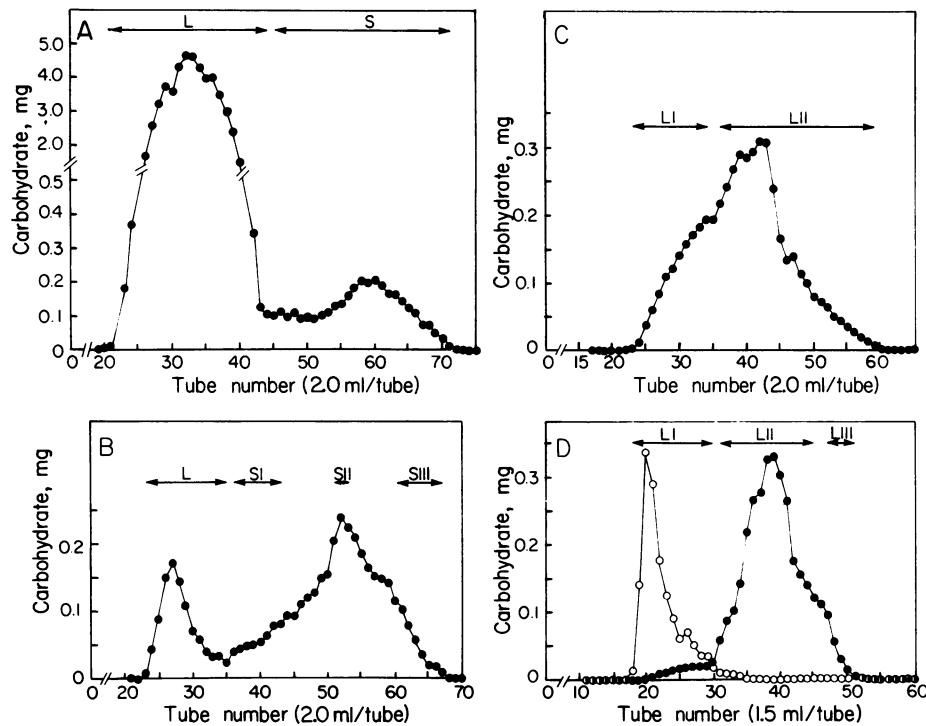 A
L
S
Carbohydrate, mg
5.0
4.0
3.0
2.0
0.5
0.4
0.3
0.2
0.1
0
0 20 30 40 50 60 70
Tube number (2.0 ml/tube)
C
LI
LII
Carbohydrate, mg
0.3
0.2
0.1
0
0 15 20 30 40 50 60
Tube number (2.0 ml/tube)
B
L
SI
SII
SIII
Carbohydrate, mg
0.2
0.1
0
0 20 30 40 50 60 70
Tube number (2.0 ml/tube)
D
LI
LII
LIII
Carbohydrate, mg
0.3
0.2
0.1
0
0 10 20 30 40 50 60
Tube number (1.5 ml/tube)